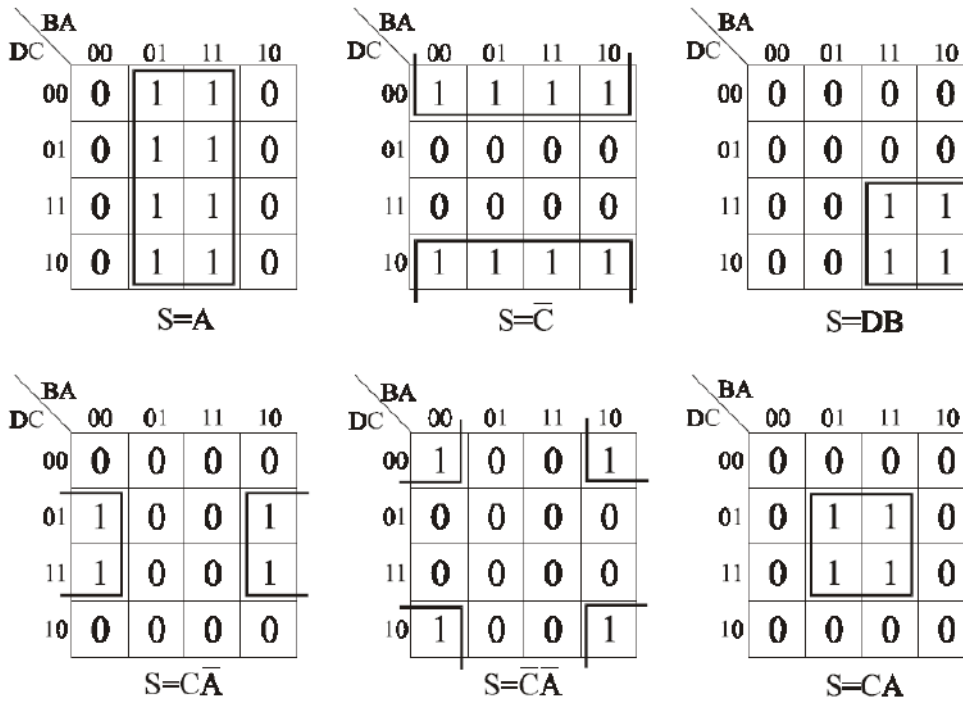 BA BA BA
DC 00 01 11 10 DC 00 01 11 10 DC 00 01 11 10
00 0 1 1 0 00 1 1 1 1 00 0 0 0 0
01 0 1 1 0 01 0 0 0 0 01 0 0 0 0
11 0 1 1 0 11 0 0 0 0 11 0 0 1 1
10 0 1 1 0 10 1 1 1 1 10 0 0 1 1
S=A S=C̅ S=DB
BA BA BA
DC 00 01 11 10 DC 00 01 11 10 DC 00 01 11 10
00 0 0 0 0 00 1 0 0 1 00 0 0 0 0
01 1 0 0 1 01 0 0 0 0 01 0 1 1 0
11 1 0 0 1 11 0 0 0 0 11 0 1 1 0
10 0 0 0 0 10 1 0 0 1 10 0 0 0 0
S=CA̅ S=C̅A̅ S=CA